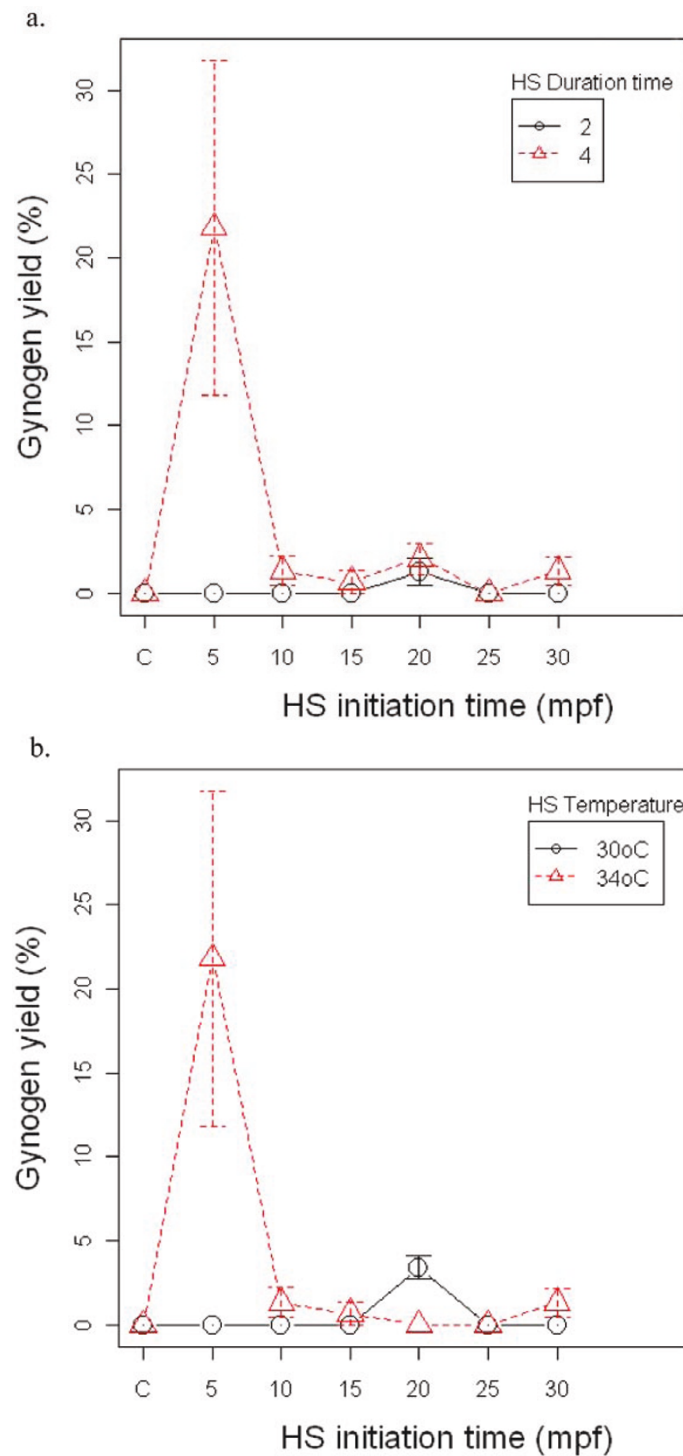 a.
HS Duration time
2
4
30
25
20
15
10
5
0
Gynogen yield (%)
C 5 10 15 20 25 30
HS initiation time (mpf)
b.
HS Temperature
30oC
34oC
30
25
20
15
10
5
0
Gynogen yield (%)
C 5 10 15 20 25 30
HS initiation time (mpf)